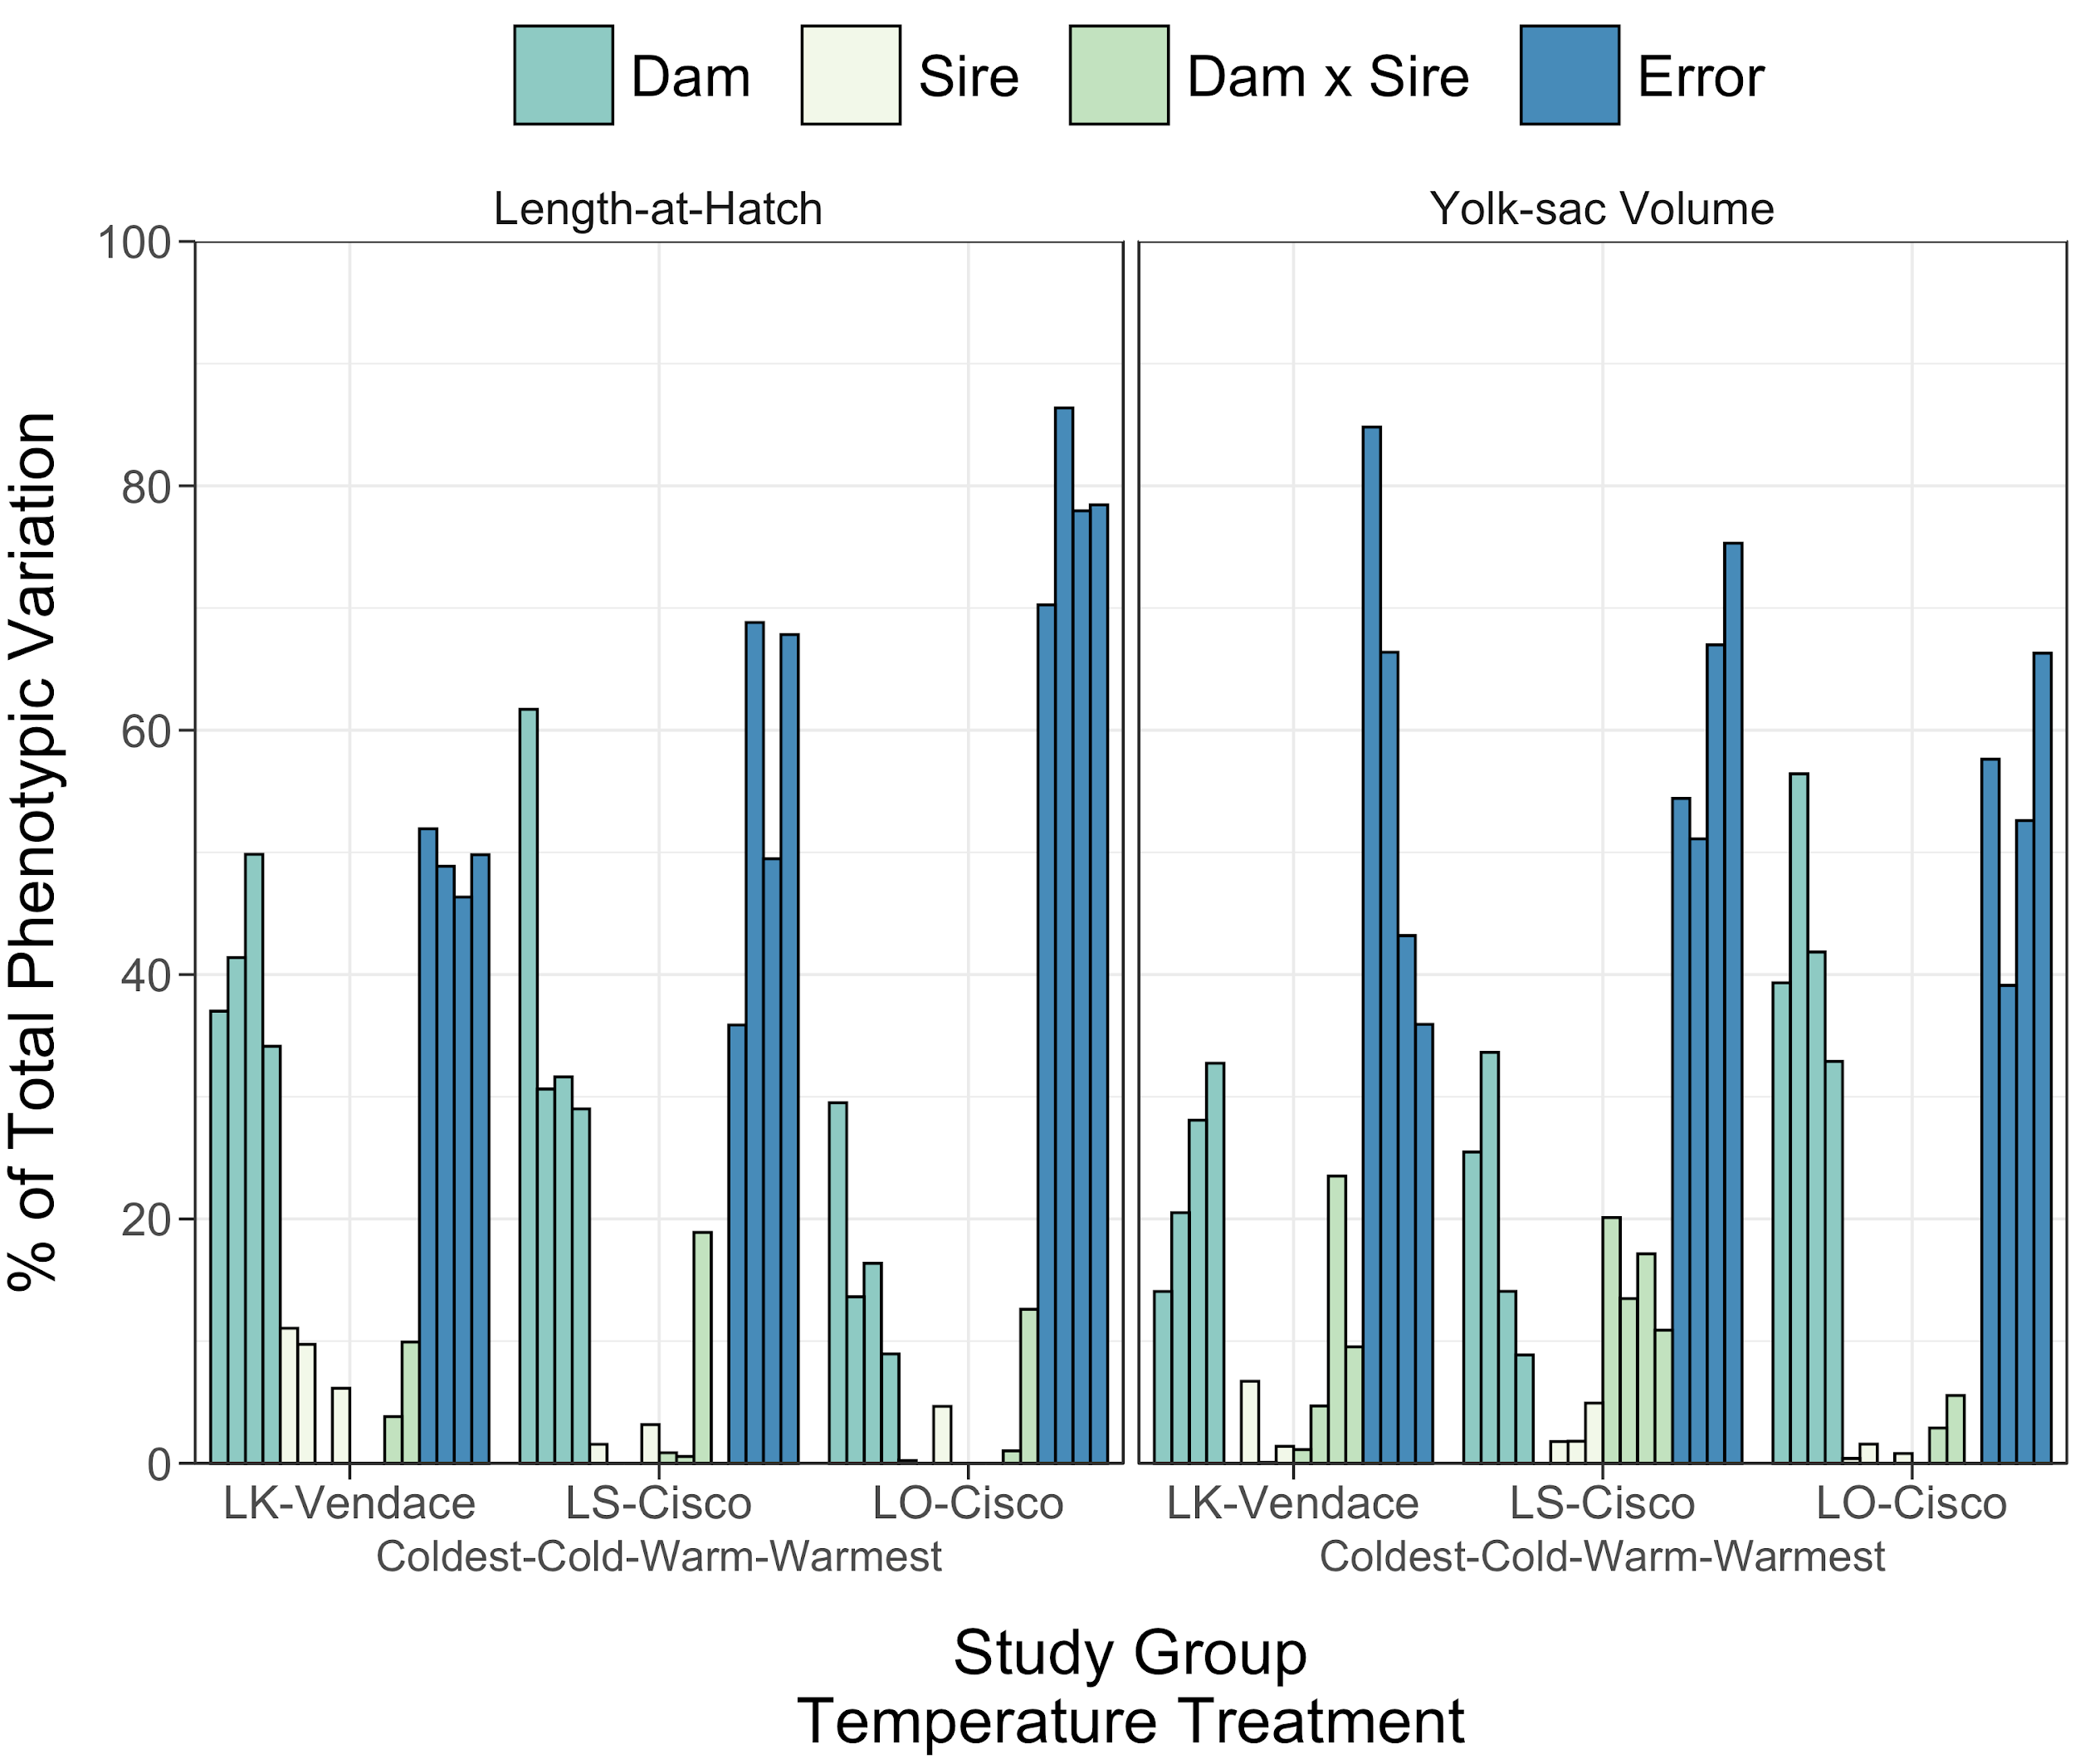 Dam Sire Dam x Sire Error
Length-at-Hatch Yolk-sac Volume
% of Total Phenotypic Variation
100
80
60
40
20
0
LK-Vendace LS-Cisco LO-Cisco LK-Vendace LS-Cisco LO-Cisco
Coldest-Cold-Warm-Warmest Coldest-Cold-Warm-Warmest
Study Group
Temperature Treatment